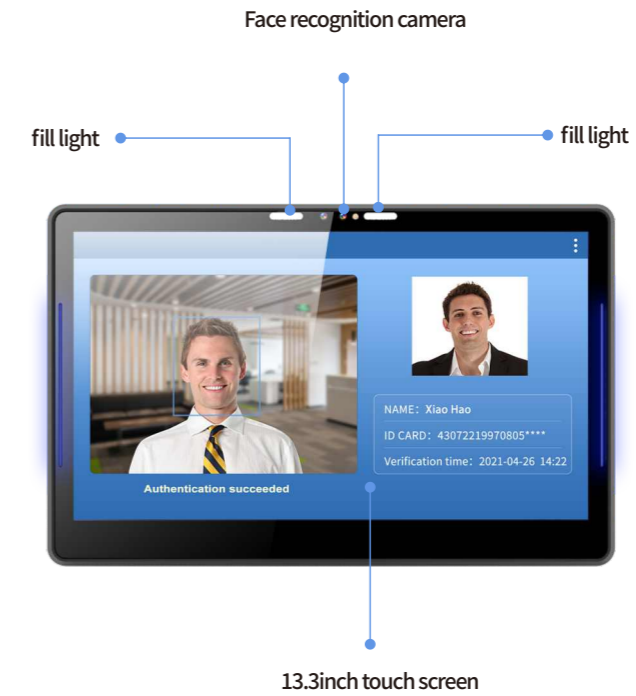 Face recognition camera
fill light
fill light
NAME：Xiao Hao
ID CARD：43072219970805****
Verification time：2021-04-26 14:22
Authentication succeeded
13.3inch touch screen